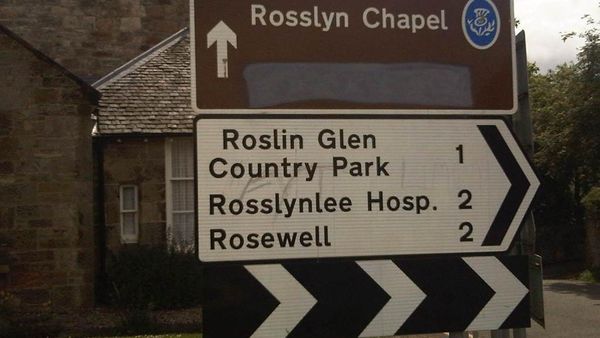 Rosslyn Chapel
Roslin Glen
Country Park 1
Rosslynlee Hosp. 2
Rosewell 2